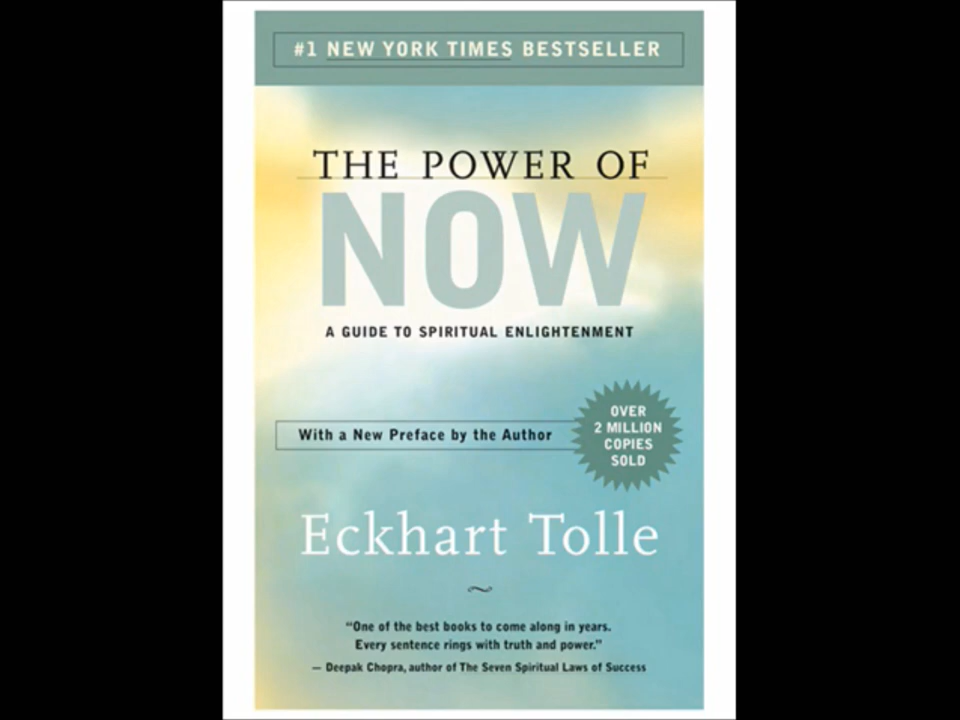 #1 NEW YORK TIMES BESTSELLER
THE POWER OF
NOW
A GUIDE TO SPIRITUAL ENLIGHTENMENT
With a New Preface by the Author
OVER
2 MILLION
COPIES
SOLD
Eckhart Tolle
“One of the best books to come along in years.
Every sentence rings with truth and power.”
— Deepak Chopra, author of The Seven Spiritual Laws of Success